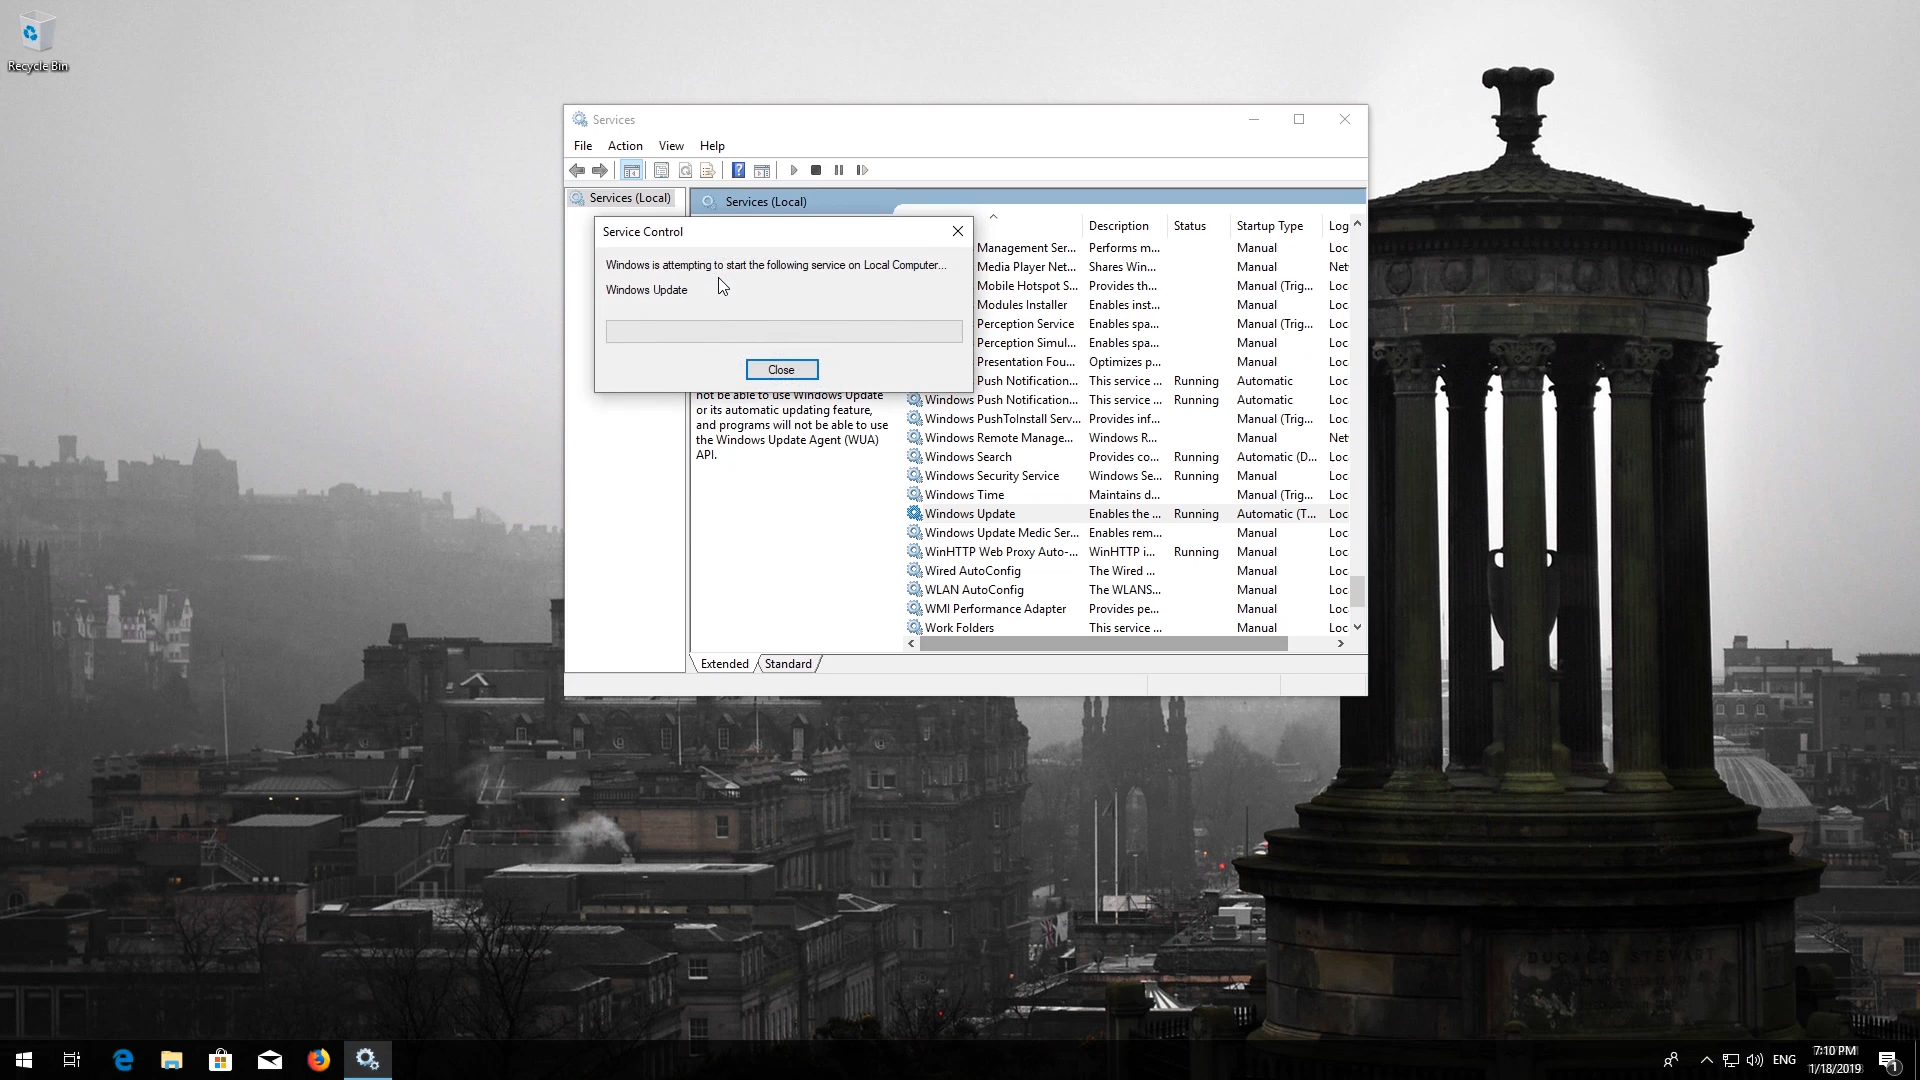 Recycle Bin
Services
File Action View Help
Services (Local)
Services (Local)
Service Control
Windows is attempting to start the following service on Local Computer...
Windows Update
Close
not be able to use Windows Update
or its automatic updating feature,
and programs will not be able to use
the Windows Update Agent (WUA)
API.
Description Status Startup Type Log
Management Ser... Performs m... Manual Loc
Media Player Net... Shares Win... Manual Net
Mobile Hotspot S... Provides th... Manual (Trig... Loc
Modules Installer Enables inst... Manual Loc
Perception Service Enables spa... Manual (Trig... Loc
Perception Simul... Enables spa... Manual Loc
Presentation Fou... Optimizes p... Manual Loc
Push Notification... This service ... Running Automatic Loc
Windows Push Notification... This service ... Running Automatic Loc
Windows PushToInstall Serv... Provides inf... Manual (Trig... Loc
Windows Remote Manage... Windows R... Manual Net
Windows Search Provides co... Running Automatic (D... Loc
Windows Security Service Windows Se... Running Manual Loc
Windows Time Maintains d... Manual (Trig... Loc
Windows Update Enables the ... Running Automatic (T... Loc
Windows Update Medic Ser... Enables rem... Manual Loc
WinHTTP Web Proxy Auto-... WinHTTP i... Running Manual Loc
Wired AutoConfig The Wired ... Manual Loc
WLAN AutoConfig The WLANS... Manual Loc
WMI Performance Adapter Provides pe... Manual Loc
Work Folders This service ... Manual Loc
Extended Standard
DUGALD STEWART
ENG
7:10 PM
1/18/2019
1